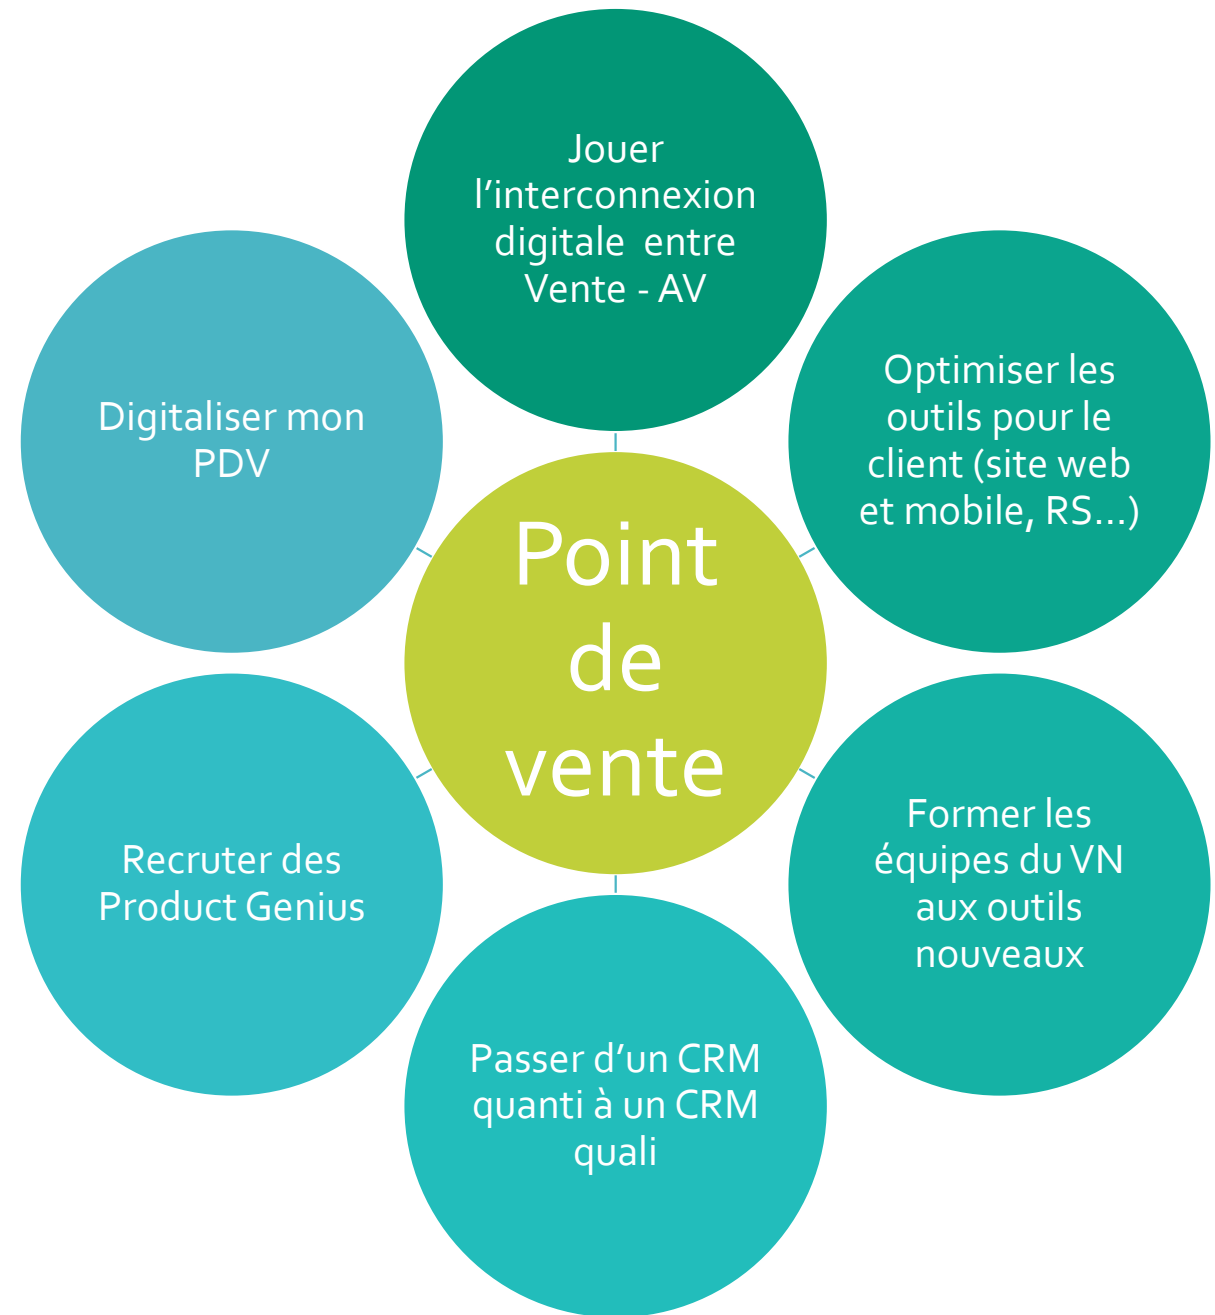 Jouer
l'interconnexion
digitale  entre
Vente - AV
Optimiser les
outils pour le
client (site web
et mobile, RS...)
Former les
équipes du VN
aux outils
nouveaux
Passer d'un CRM
quanti à un CRM
quali
Recruter des
Product Genius
Digitaliser mon
PDV
Point
de
vente